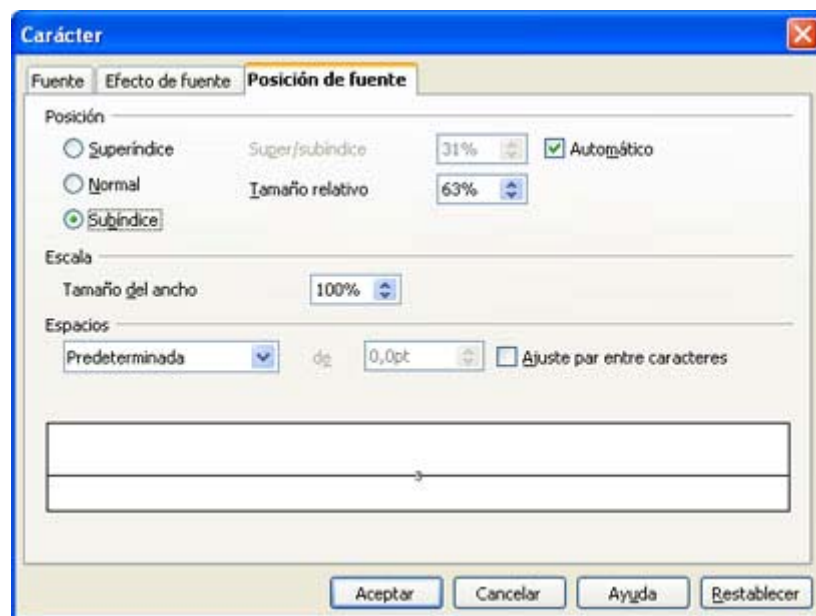 Carácter
Fuente Efecto de fuente Posición de fuente
Posición
Superíndice Super/subíndice 31% Automático
Normal Tamaño relativo 63%
Subíndice
Escala
Tamaño del ancho 100%
Espacios
Predeterminada de 0,0pt Ajuste par entre caracteres
3
Aceptar Cancelar Ayuda Restablecer